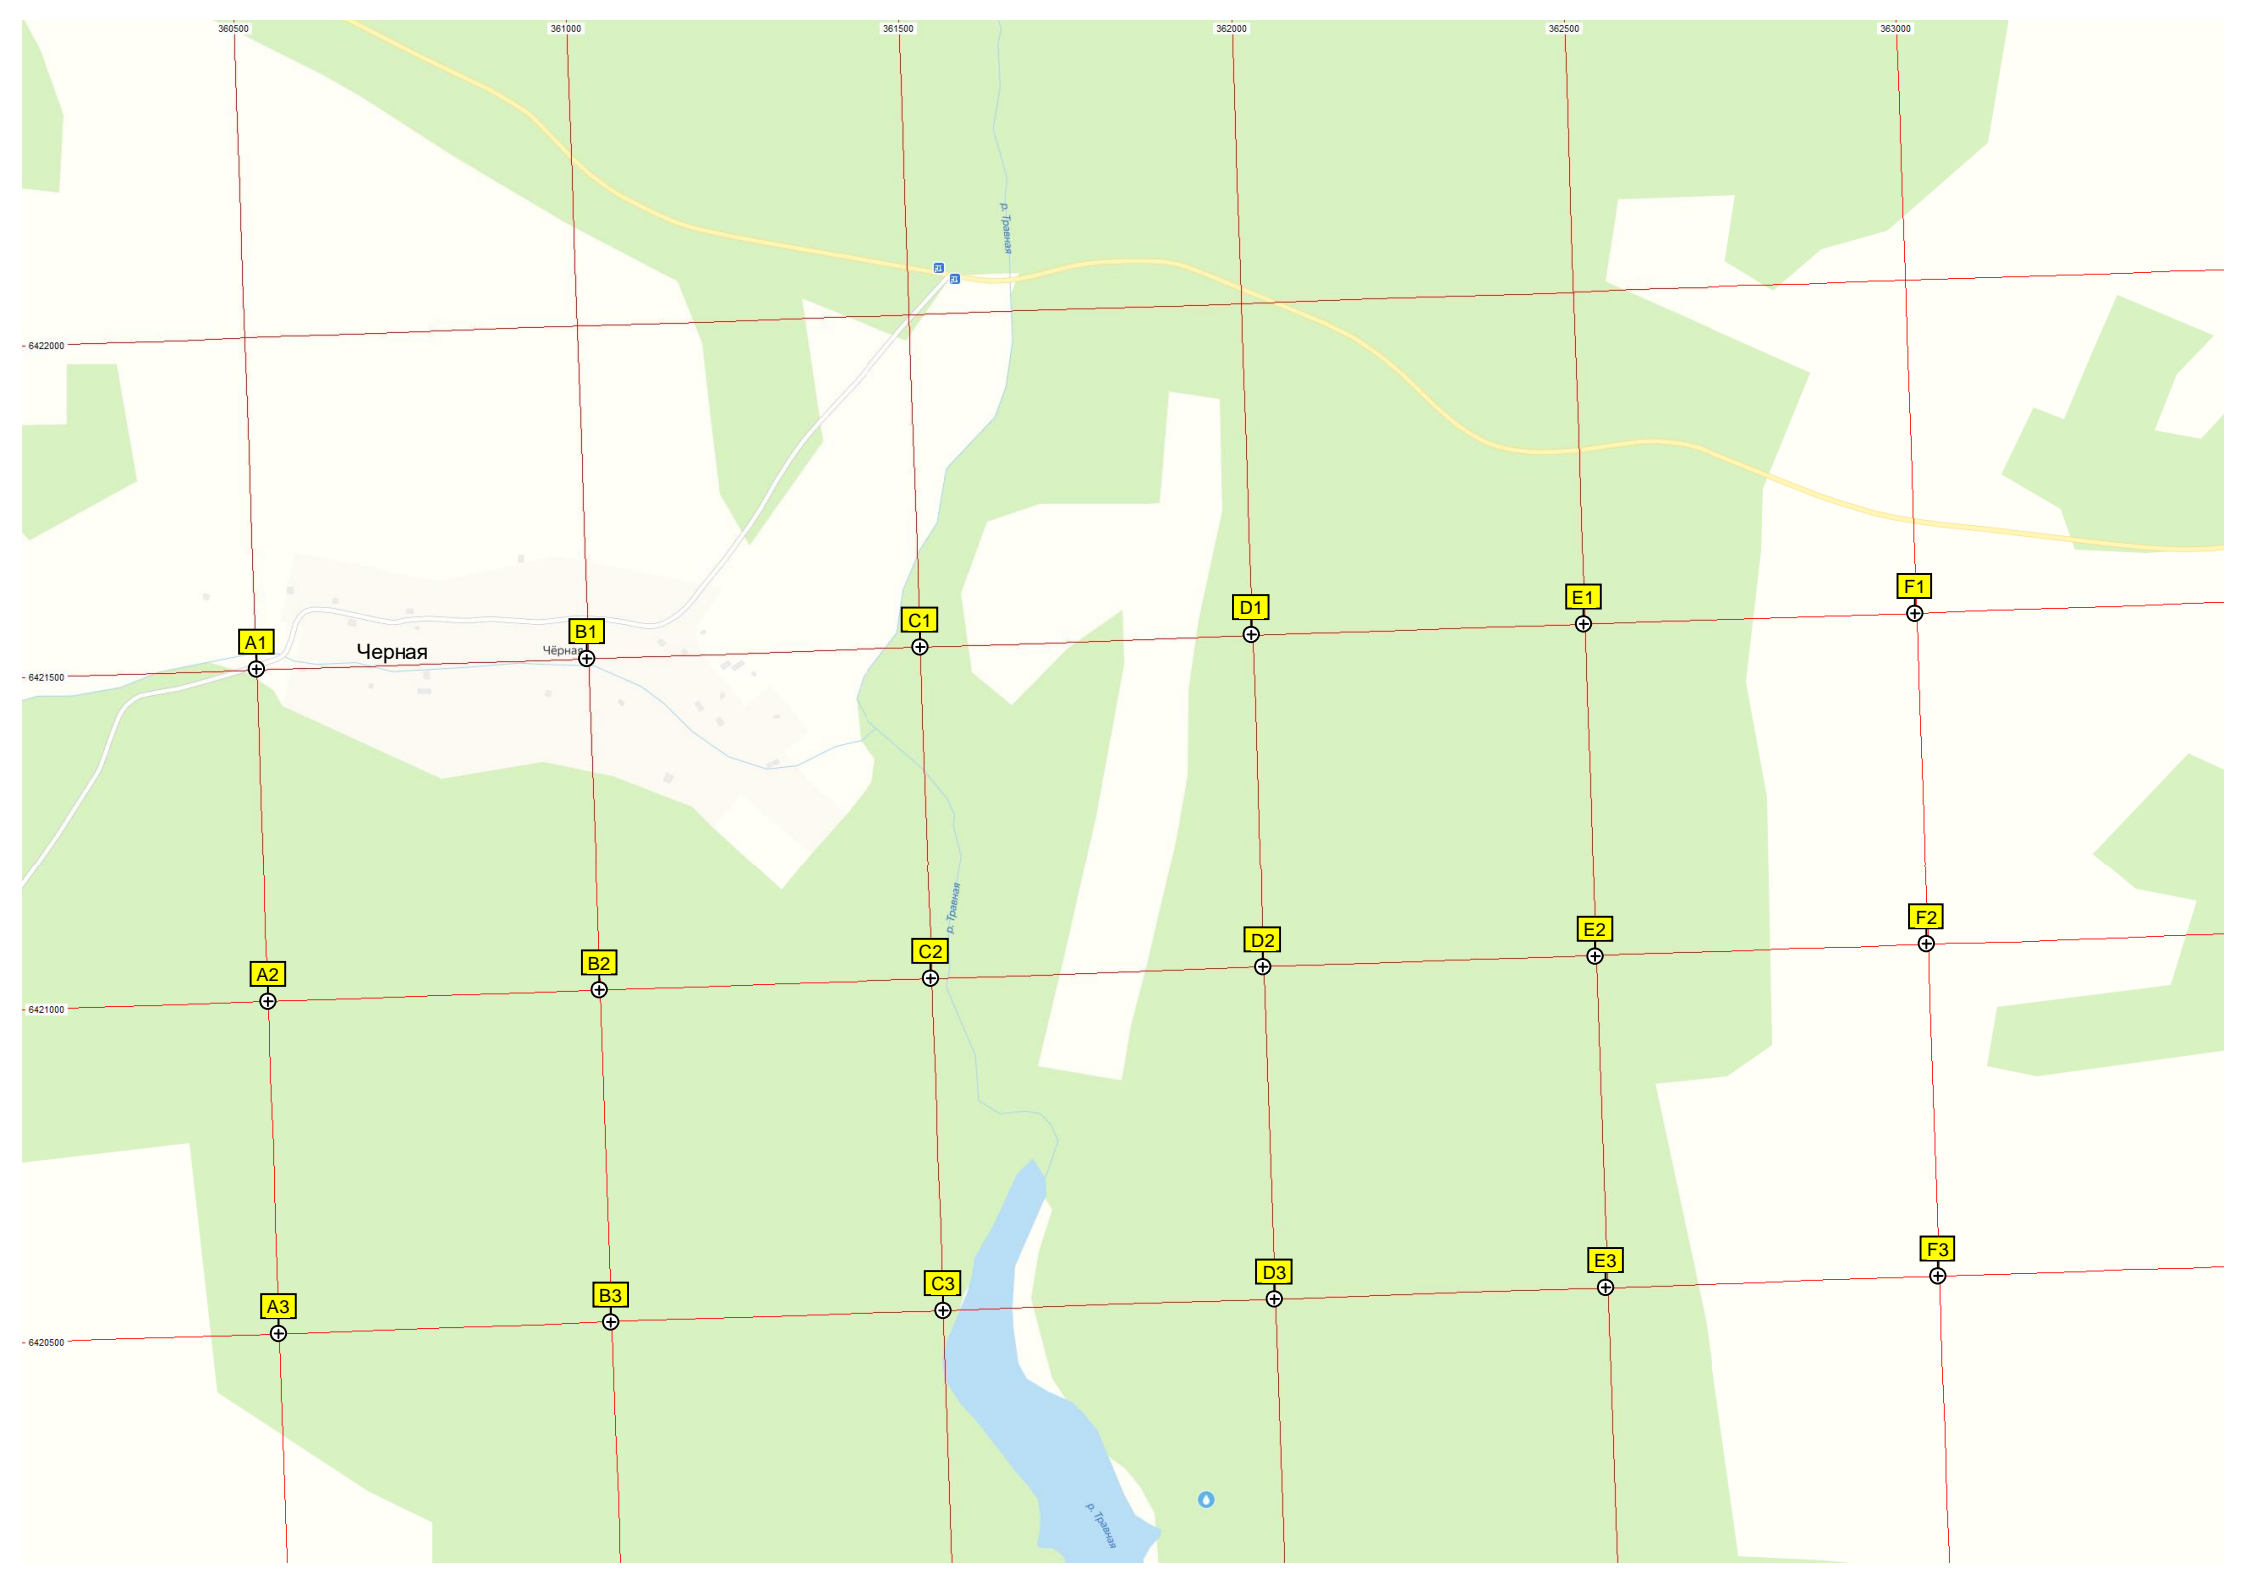 360500 361000 361500 362000 362500 363000
р. Травная
6422000
F1
E1
D1
C1
B1
A1
Черная
Чёрная
6421500
р. Травная
F2
E2
D2
C2
B2
A2
6421000
F3
E3
D3
C3
B3
A3
6420500
р. Травная